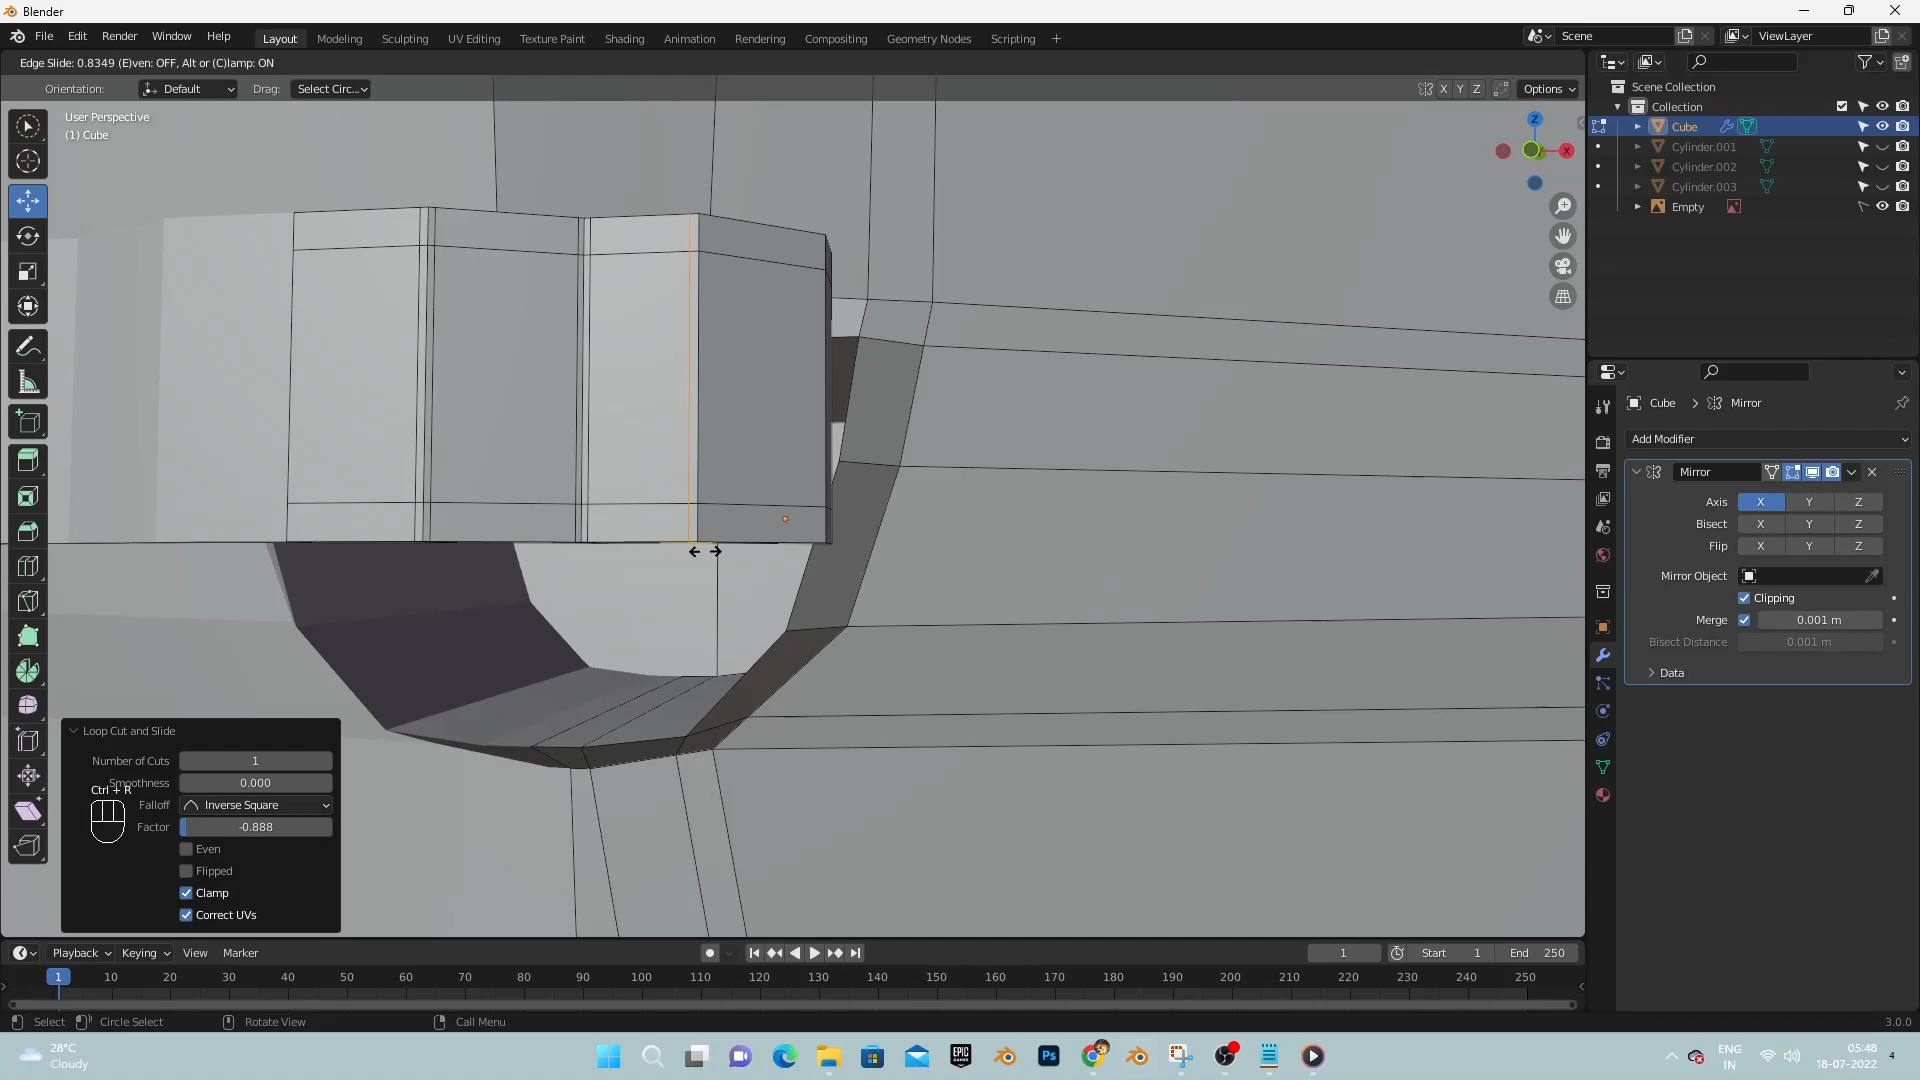 Blender
File Edit Render Window Help
Layout Modeling Sculpting UV Editing Texture Paint Shading Animation Rendering Compositing Geometry Nodes Scripting +
Scene
ViewLayer
Edge Slide: 0.8349 (E)ven: OFF, Alt or (C)lamp: ON
Orientation: Default Drag: Select Circ...
X Y Z Options
User Perspective
(1) Cube
Z
X
Scene Collection
Collection
Cube
Cylinder.001
Cylinder.002
Cylinder.003
Empty
Cube > Mirror
Add Modifier
Mirror
Axis X Y Z
Bisect X Y Z
Flip X Y Z
Mirror Object
Clipping
Merge 0.001 m
Bisect Distance 0.001 m
Data
Loop Cut and Slide
Number of Cuts 1
Smoothness 0.000
Ctrl + R
Falloff Inverse Square
Factor -0.888
Even
Flipped
Clamp
Correct UVs
Playback Keying View Marker
1 Start 1 End 250
1 10 20 30 40 50 60 70 80 90 100 110 120 130 140 150 160 170 180 190 200 210 220 230 240 250
Select Circle Select Rotate View Call Menu
3.0.0
28°C
Cloudy
EPIC GAMES
Ps
ENG
IN
05:48
18-07-2022
4